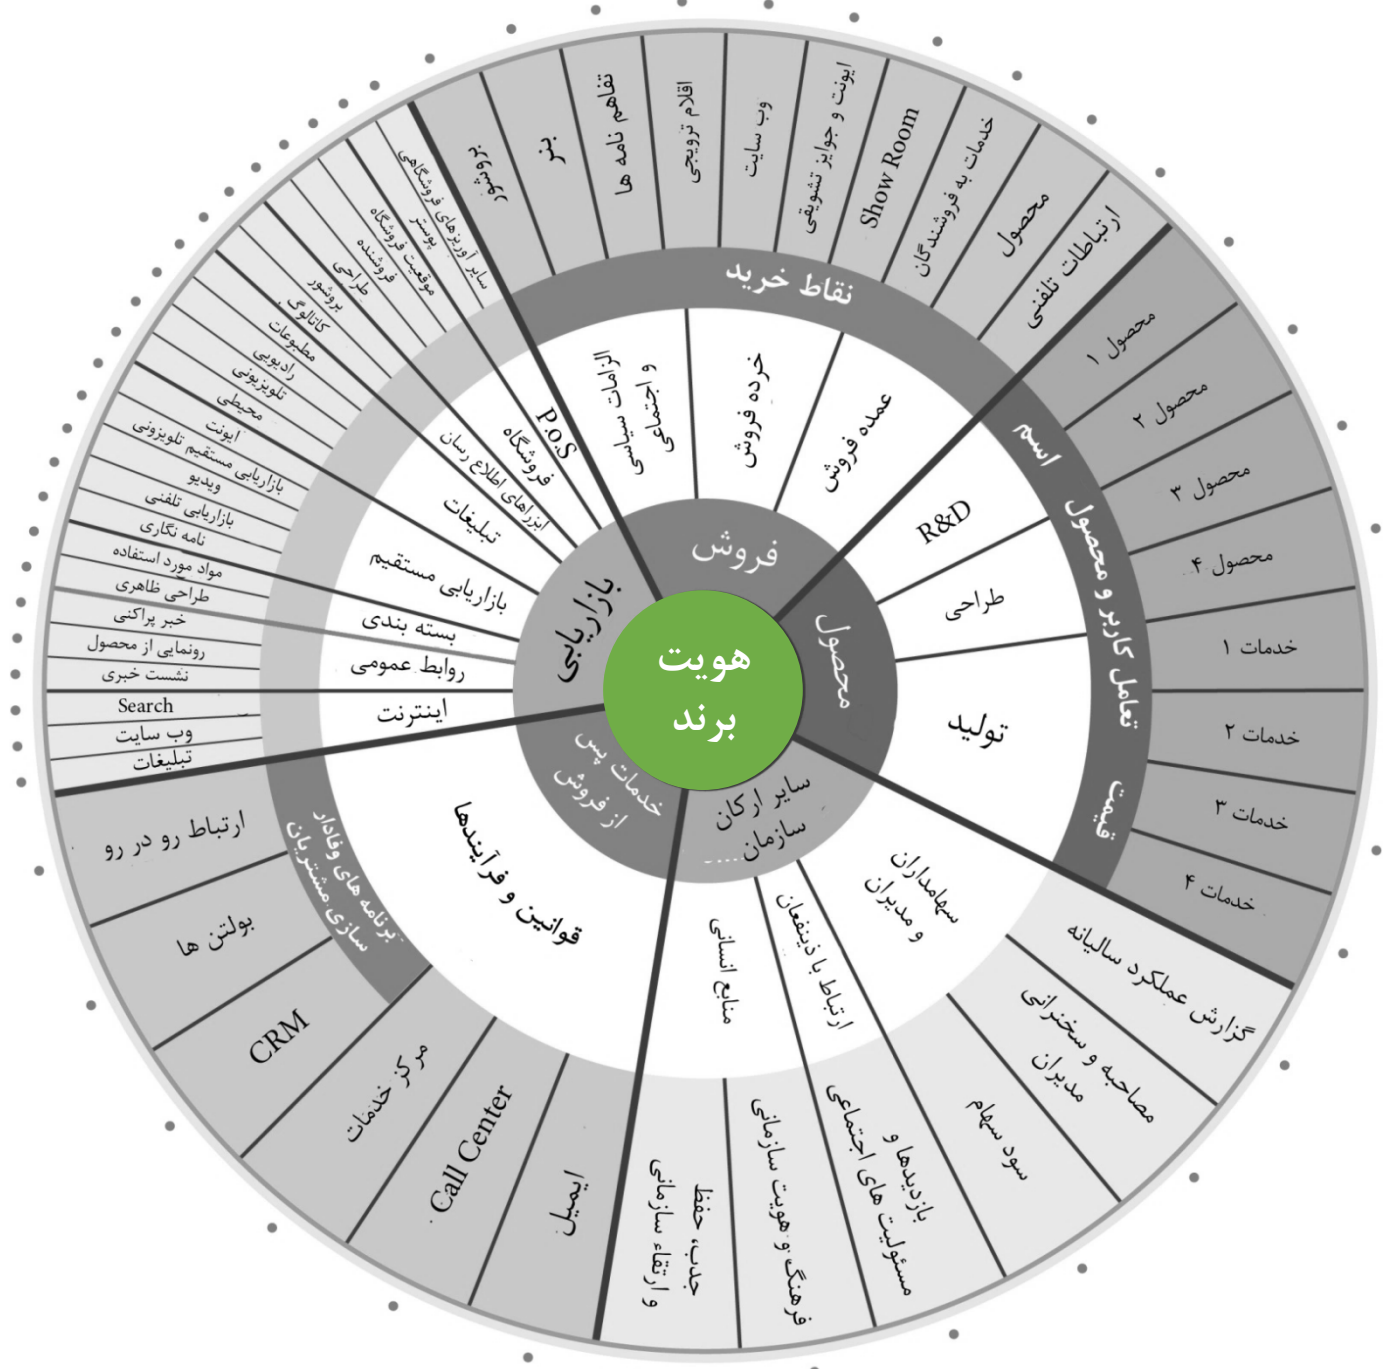 هویت
برند
فروش
محصول
سایر ارکان
سازمان
خدمات پس
از فروش
بازاریابی
الزامات سیاسی
و اجتماعی
خرده فروش
عمده فروش
R&D
طراحی
تولید
سهامداران
و مدیران
ارتباط با ذینفعان
منابع انسانی
قوانین و فرآیندها
اینترنت
روابط عمومی
بسته بندی
بازاریابی مستقیم
تبلیغات
ابزراهای اطلاع رسان
فروشگاه
P.o.S
نقاط خرید
اسم
تعامل کاربر و محصول
قیمت
برنامه های وفادار
سازی مشتریان
بروشور
بنر
تفاهم نامه ها
اقلام ترویجی
وب سایت
ایونت و جوایز تشویقی
Show Room
خدمات به فروشندگان
محصول
ارتباطات تلفنی
محصول ۱
محصول ۲
محصول ۳
محصول ۴
خدمات ۱
خدمات ۲
خدمات ۳
خدمات ۴
گزارش عملکرد سالیانه
مصاحبه و سخنرانی
مدیران
سود سهام
بازدیدها و
مسئولیت های اجتماعی
فرهنگ و هویت سازمانی
جذب، حفظ
و ارتقاء سازمانی
ایمیل
Call Center
مرکز خدمات
CRM
بولتن ها
ارتباط رو در رو
تبلیغات
وب سایت
Search
نشست خبری
رونمایی از محصول
خبر پراکنی
طراحی ظاهری
مواد مورد استفاده
نامه نگاری
بازاریابی تلفنی
ویدیو
بازاریابی مستقیم تلویزونی
ایونت
محیطی
تلویزیونی
رادیویی
مطبوعات
کاتالوگ
بروشور
طراحی
فروشنده
موقعیت فروشگاه
پوستر
سایر آویزهای فروشگاهی